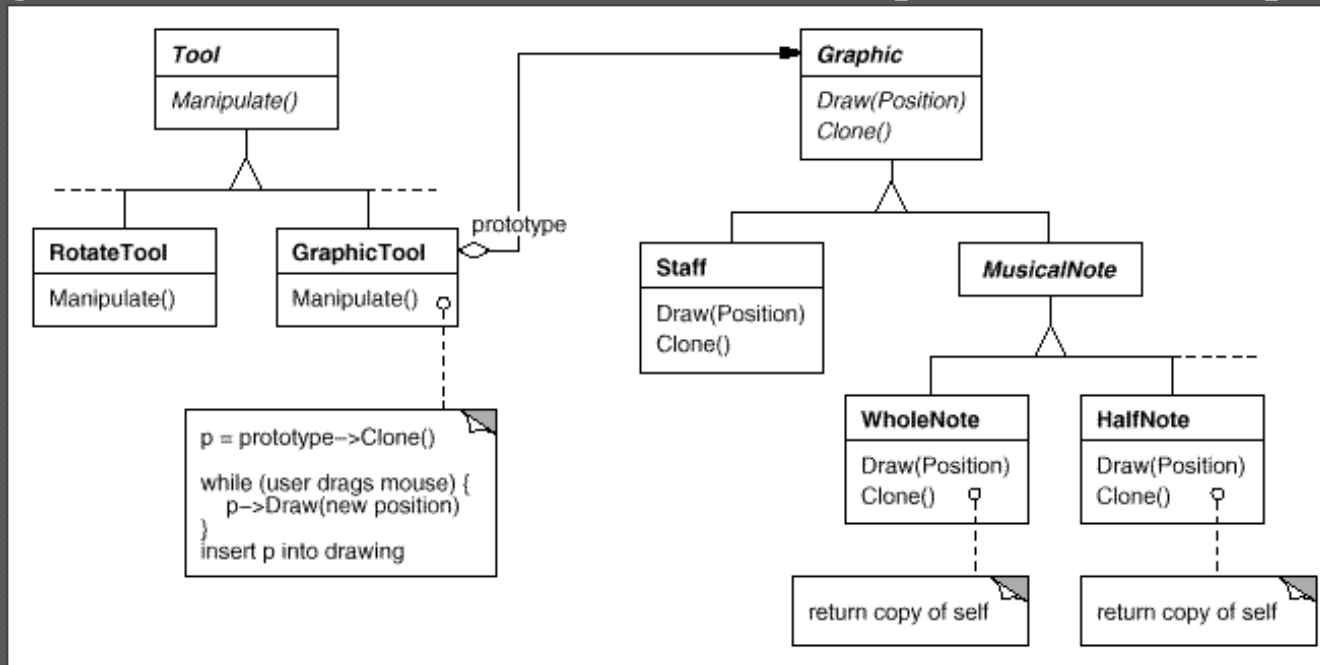 Tool
Manipulate()
Graphic
Draw(Position)
Clone()
prototype
RotateTool
Manipulate()
GraphicTool
Manipulate()
Staff
Draw(Position)
Clone()
MusicalNote
WholeNote
Draw(Position)
Clone()
HalfNote
Draw(Position)
Clone()
p = prototype–>Clone()
while (user drags mouse) {
p–>Draw(new position)
}
insert p into drawing
return copy of self
return copy of self